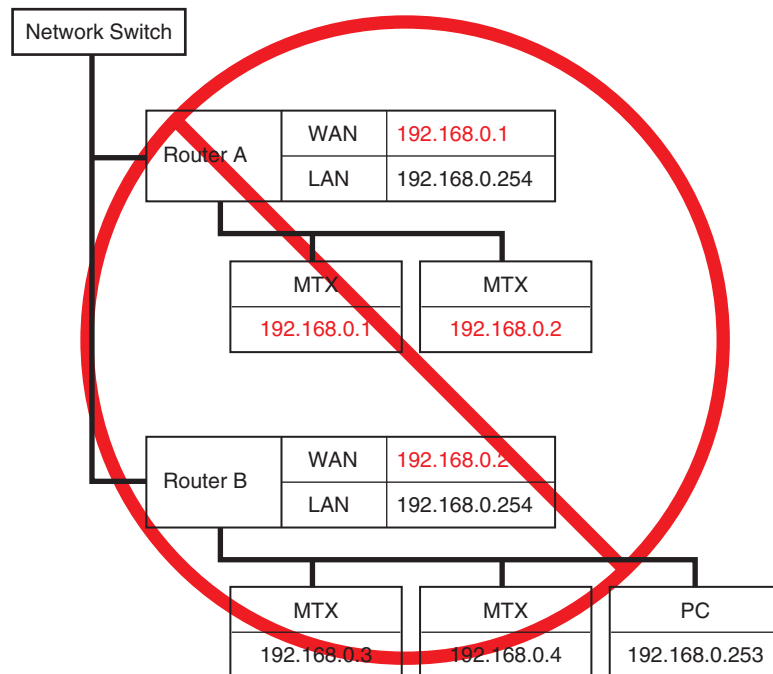 Network Switch
Router A
WAN 192.168.0.1
LAN 192.168.0.254
MTX MTX
192.168.0.1 192.168.0.2
Router B
WAN 192.168.0.2
LAN 192.168.0.254
MTX MTX PC
192.168.0.3 192.168.0.4 192.168.0.253